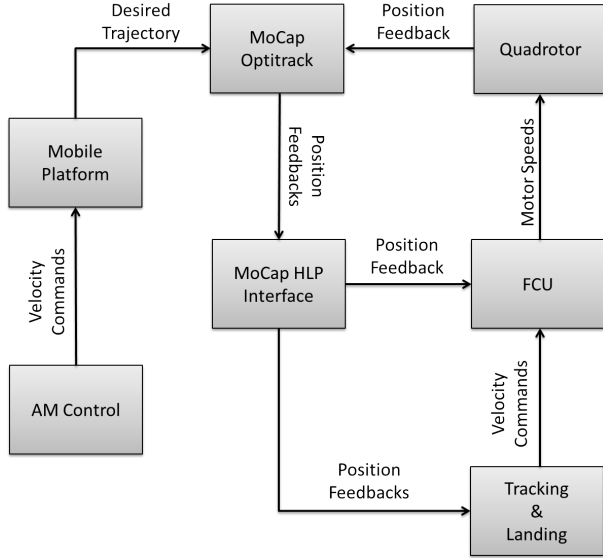 Desired
Trajectory
MoCap
Optitrack
Position
Feedback
Quadrotor
Mobile
Platform
Position
Feedbacks
Motor Speeds
Velocity
Commands
MoCap HLP
Interface
Position
Feedback
FCU
AM Control
Velocity
Commands
Position
Feedbacks
Tracking
&
Landing